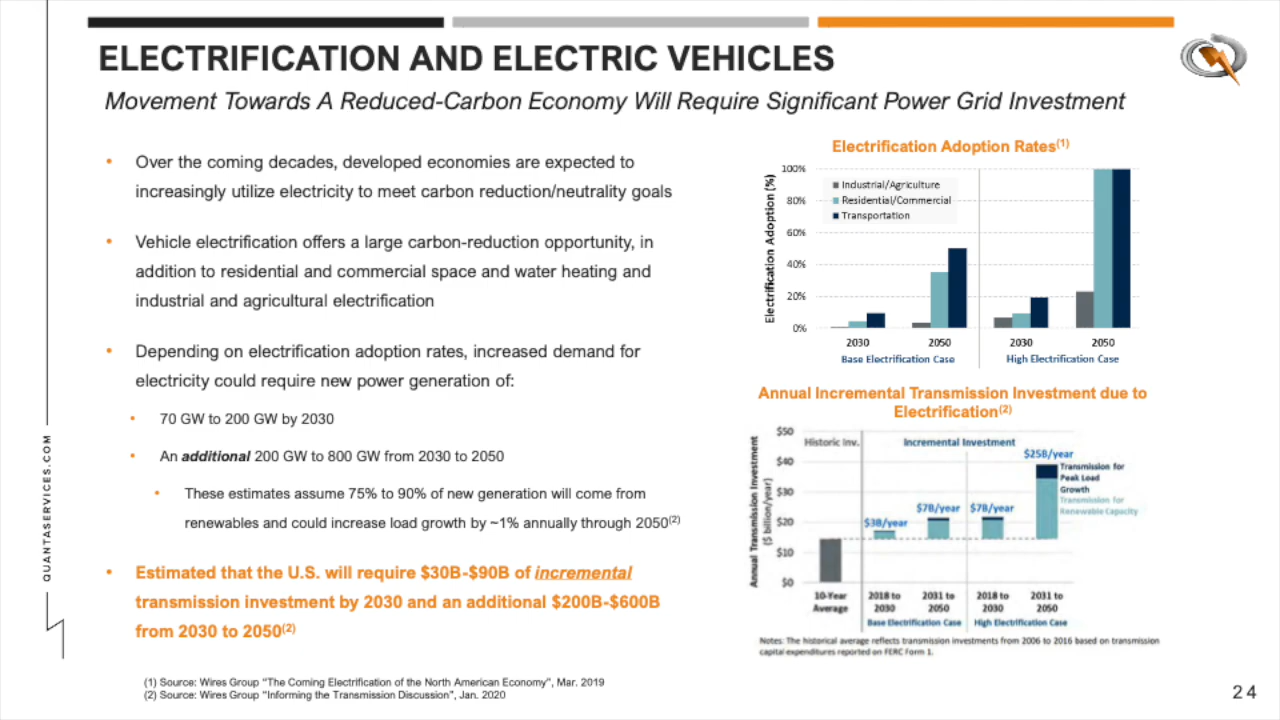 ELECTRIFICATION AND ELECTRIC VEHICLES
Movement Towards A Reduced-Carbon Economy Will Require Significant Power Grid Investment
• Over the coming decades, developed economies are expected to
increasingly utilize electricity to meet carbon reduction/neutrality goals
• Vehicle electrification offers a large carbon-reduction opportunity, in
addition to residential and commercial space and water heating and
industrial and agricultural electrification
• Depending on electrification adoption rates, increased demand for
electricity could require new power generation of:
• 70 GW to 200 GW by 2030
• An additional 200 GW to 800 GW from 2030 to 2050
• These estimates assume 75% to 90% of new generation will come from
renewables and could increase load growth by ~1% annually through 2050(2)
• Estimated that the U.S. will require $30B-$90B of incremental
transmission investment by 2030 and an additional $200B-$600B
from 2030 to 2050(2)
Electrification Adoption Rates(1)
Electrification Adoption (%)
100%
80%
60%
40%
20%
0%
Industrial/Agriculture
Residential/Commercial
Transportation
2030 2050 2030 2050
Base Electrification Case High Electrification Case
Annual Incremental Transmission Investment due to
Electrification(2)
Annual Transmission Investment
($ billion/year)
$50
$40
$30
$20
$10
$0
Historic Inv. Incremental Investment
$3B/year
$7B/year
$7B/year
$25B/year
Transmission for
Peak Load
Growth
Transmission for
Renewable Capacity
10-Year 2018 to 2031 to 2018 to 2031 to
Average 2030 2050 2030 2050
Base Electrification Case High Electrification Case
Notes: The historical average reflects transmission investments from 2006 to 2016 based on transmission
capital expenditures reported on FERC Form 1.
(1) Source: Wires Group "The Coming Electrification of the North American Economy", Mar. 2019
(2) Source: Wires Group "Informing the Transmission Discussion", Jan. 2020
QUANTASERVICES.COM
24